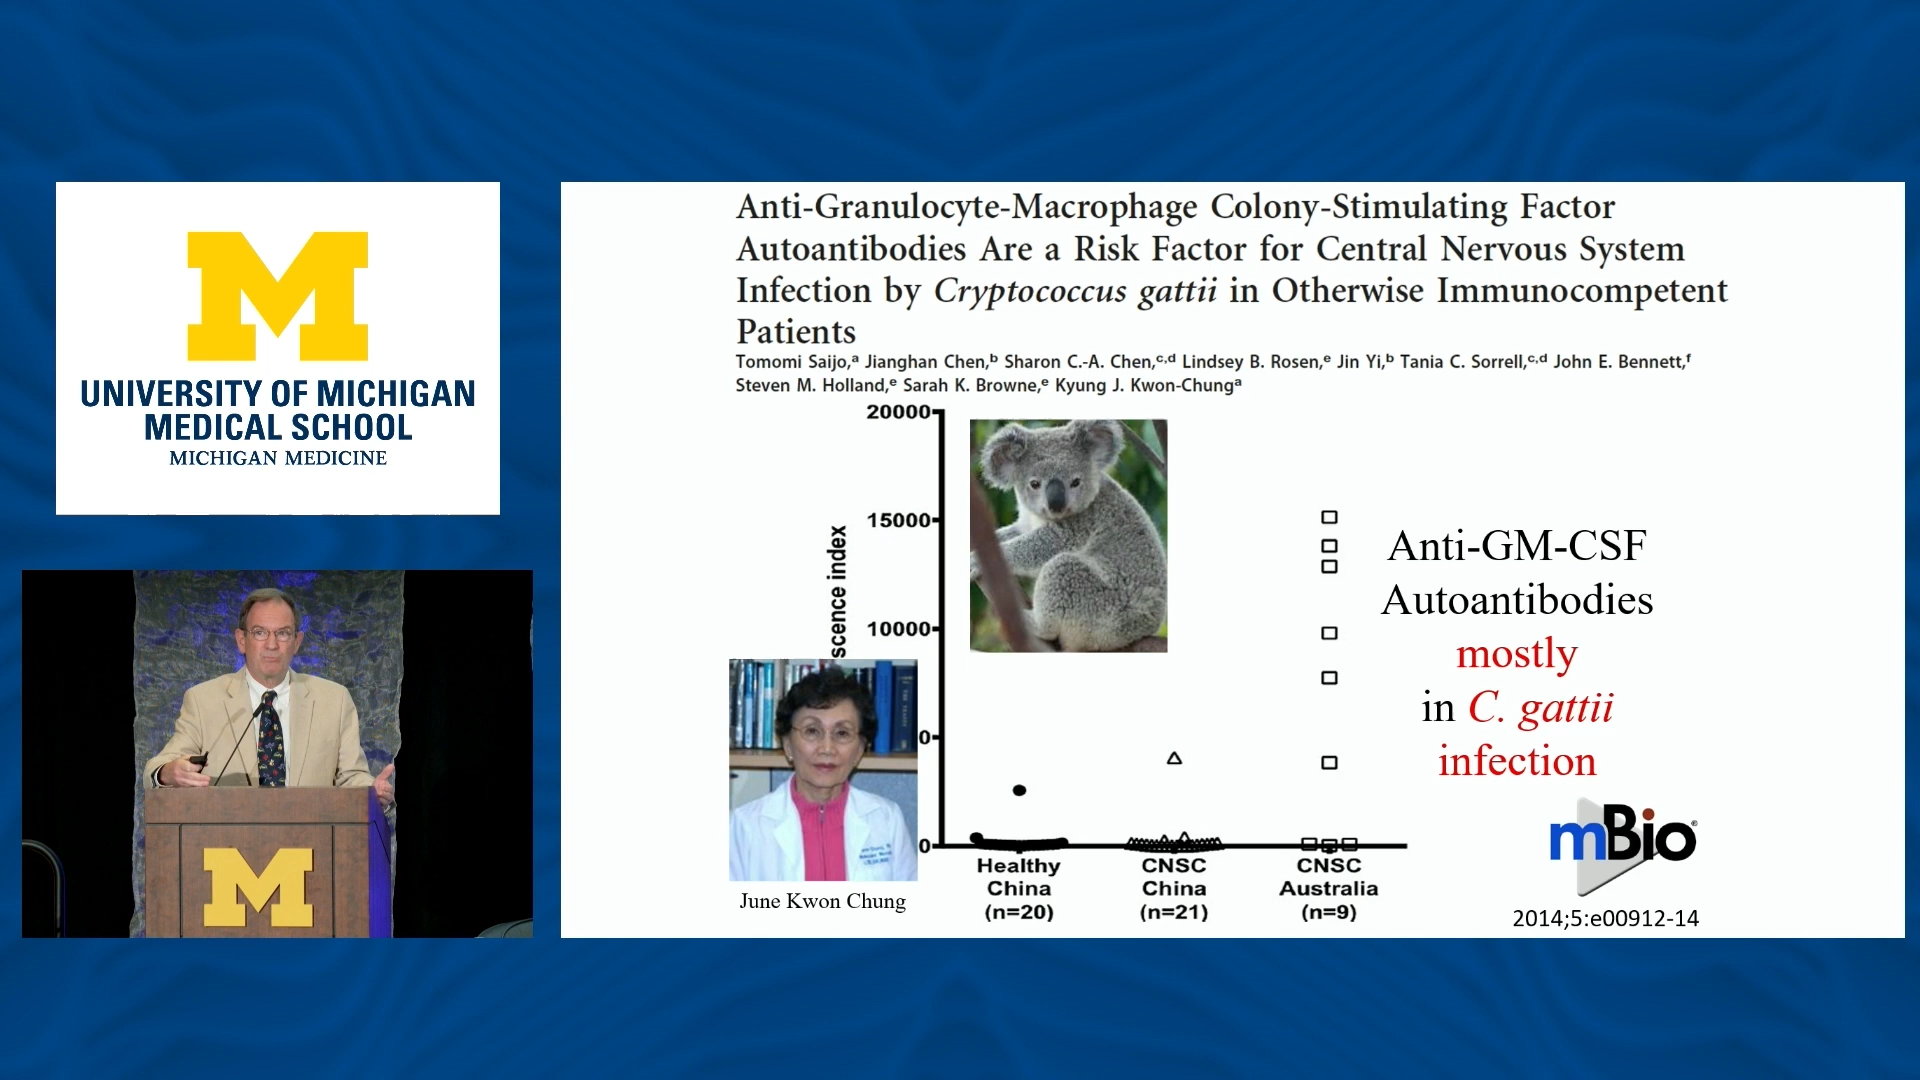 UNIVERSITY OF MICHIGAN
MEDICAL SCHOOL
MICHIGAN MEDICINE
Anti-Granulocyte-Macrophage Colony-Stimulating Factor
Autoantibodies Are a Risk Factor for Central Nervous System
Infection by Cryptococcus gattii in Otherwise Immunocompetent
Patients
Tomomi Saijo,ᵃ Jianghan Chen,ᵇ Sharon C.-A. Chen,ᶜ,ᵈ Lindsey B. Rosen,ᵉ Jin Yi,ᵇ Tania C. Sorrell,ᶜ,ᵈ John E. Bennett,ᶠ
Steven M. Holland,ᵉ Sarah K. Browne,ᵉ Kyung J. Kwon-Chungᵃ
20000
15000
10000
0
0
scence index
Healthy
China
(n=20)
CNSC
China
(n=21)
CNSC
Australia
(n=9)
June Kwon Chung
Anti-GM-CSF
Autoantibodies
mostly
in C. gattii
infection
mBio®
2014;5:e00912-14